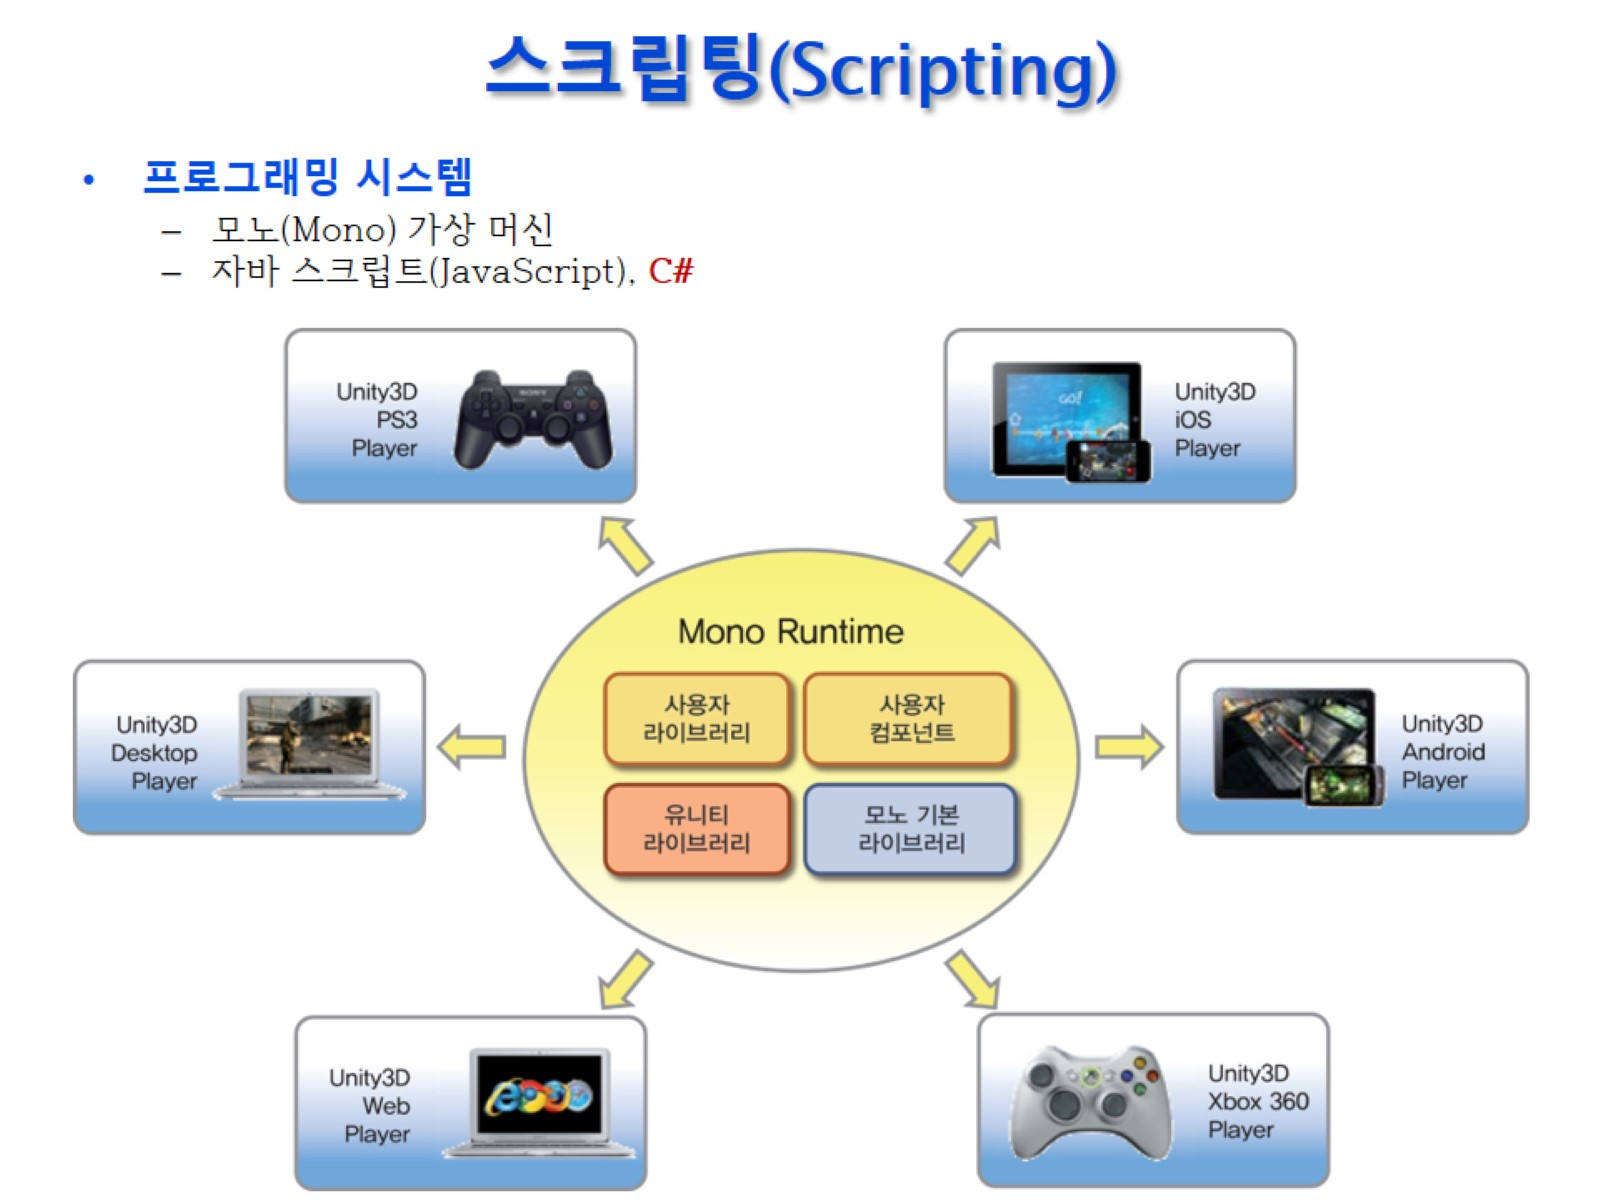 스크립팅(Scripting)
• 프로그래밍 시스템
– 모노(Mono) 가상 머신
– 자바 스크립트(JavaScript), C#
Unity3D
PS3
Player
SONY
GO!
Unity3D
iOS
Player
Mono Runtime
사용자
라이브러리
사용자
컴포넌트
유니티
라이브러리
모노 기본
라이브러리
Unity3D
Desktop
Player
Unity3D
Android
Player
Unity3D
Web
Player
Unity3D
Xbox 360
Player